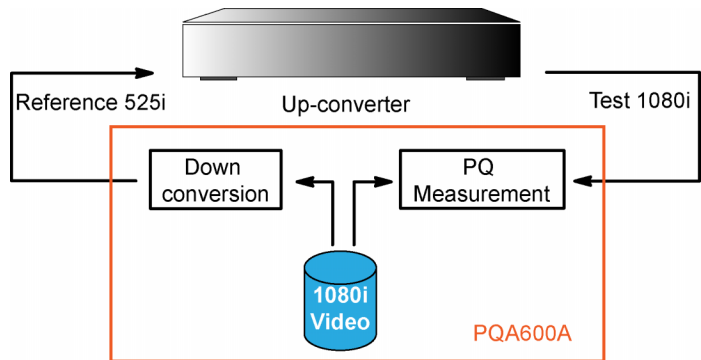 Reference 525i
Up-converter
Test 1080i
Down
conversion
PQ
Measurement
1080i
Video
PQA600A